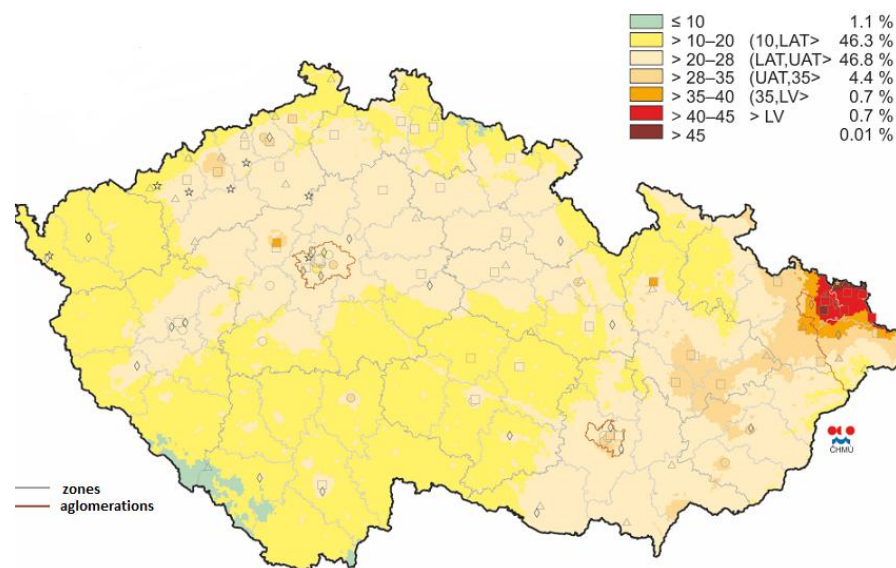 ≤ 10 1.1 %
> 10–20 (10,LAT> 46.3 %
> 20–28 (LAT,UAT> 46.8 %
> 28–35 (UAT,35> 4.4 %
> 35–40 (35,LV> 0.7 %
> 40–45 > LV 0.7 %
> 45 0.01 %
ČHMÚ
zones
aglomerations